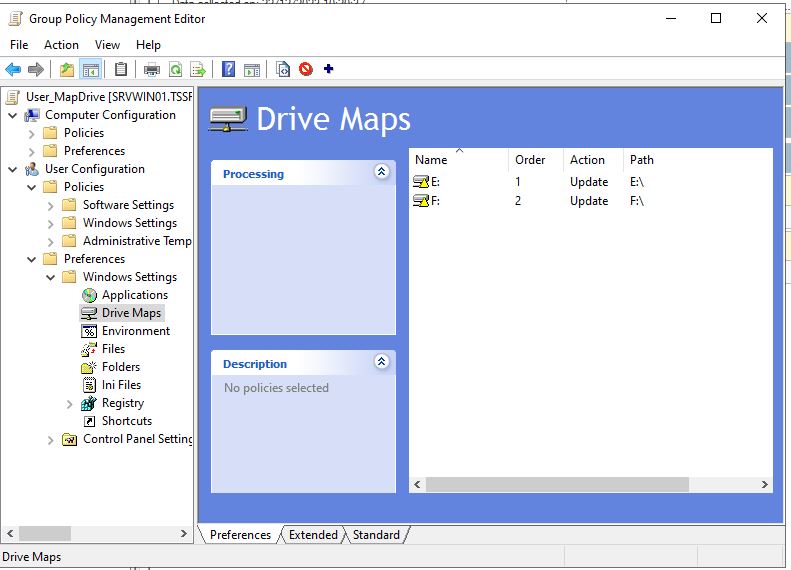 Group Policy Management Editor
File Action View Help
User_MapDrive [SRVWIN01.TSSR
Computer Configuration
Policies
Preferences
User Configuration
Policies
Software Settings
Windows Settings
Administrative Temp
Preferences
Windows Settings
Applications
Drive Maps
Environment
Files
Folders
Ini Files
Registry
Shortcuts
Control Panel Setting
Drive Maps
Processing
Description
No policies selected
Name Order Action Path
E: 1 Update E:\
F: 2 Update F:\
Preferences Extended Standard
Drive Maps